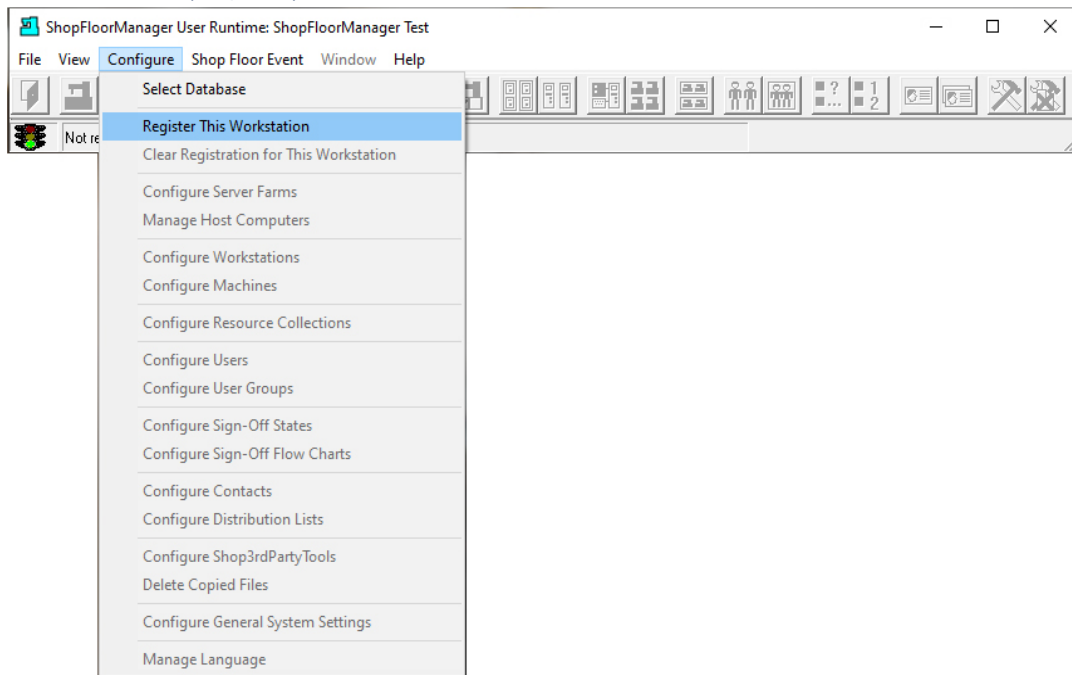 ShopFloorManager User Runtime: ShopFloorManager Test
File View Configure Shop Floor Event Window Help
Select Database
Register This Workstation
Not re
Clear Registration for This Workstation
Configure Server Farms
Manage Host Computers
Configure Workstations
Configure Machines
Configure Resource Collections
Configure Users
Configure User Groups
Configure Sign-Off States
Configure Sign-Off Flow Charts
Configure Contacts
Configure Distribution Lists
Configure Shop3rdPartyTools
Delete Copied Files
Configure General System Settings
Manage Language